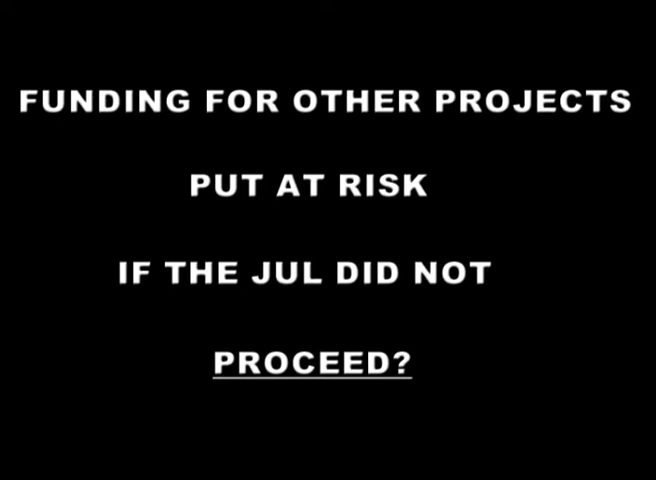 FUNDING FOR OTHER PROJECTS
PUT AT RISK
IF THE JUL DID NOT
PROCEED?